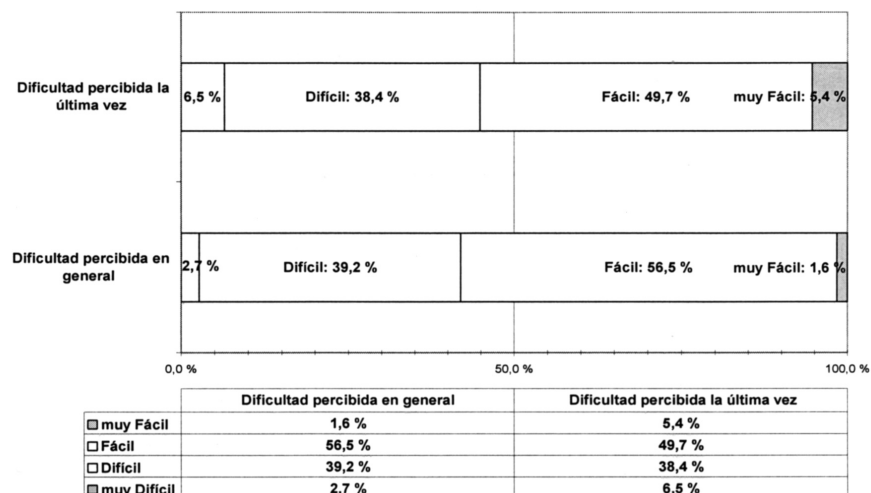 Dificultad percibida la
última vez
6,5 %
Difícil: 38,4 %
Fácil: 49,7 %
muy Fácil: 5,4 %
Dificultad percibida en
general
2,7 %
Difícil: 39,2 %
Fácil: 56,5 %
muy Fácil: 1,6 %
0,0 %
50,0 %
100,0 %
Dificultad percibida en general
Dificultad percibida la última vez
muy Fácil 1,6 % 5,4 %
Fácil 56,5 % 49,7 %
Difícil 39,2 % 38,4 %
muy Difícil 2,7 % 6,5 %